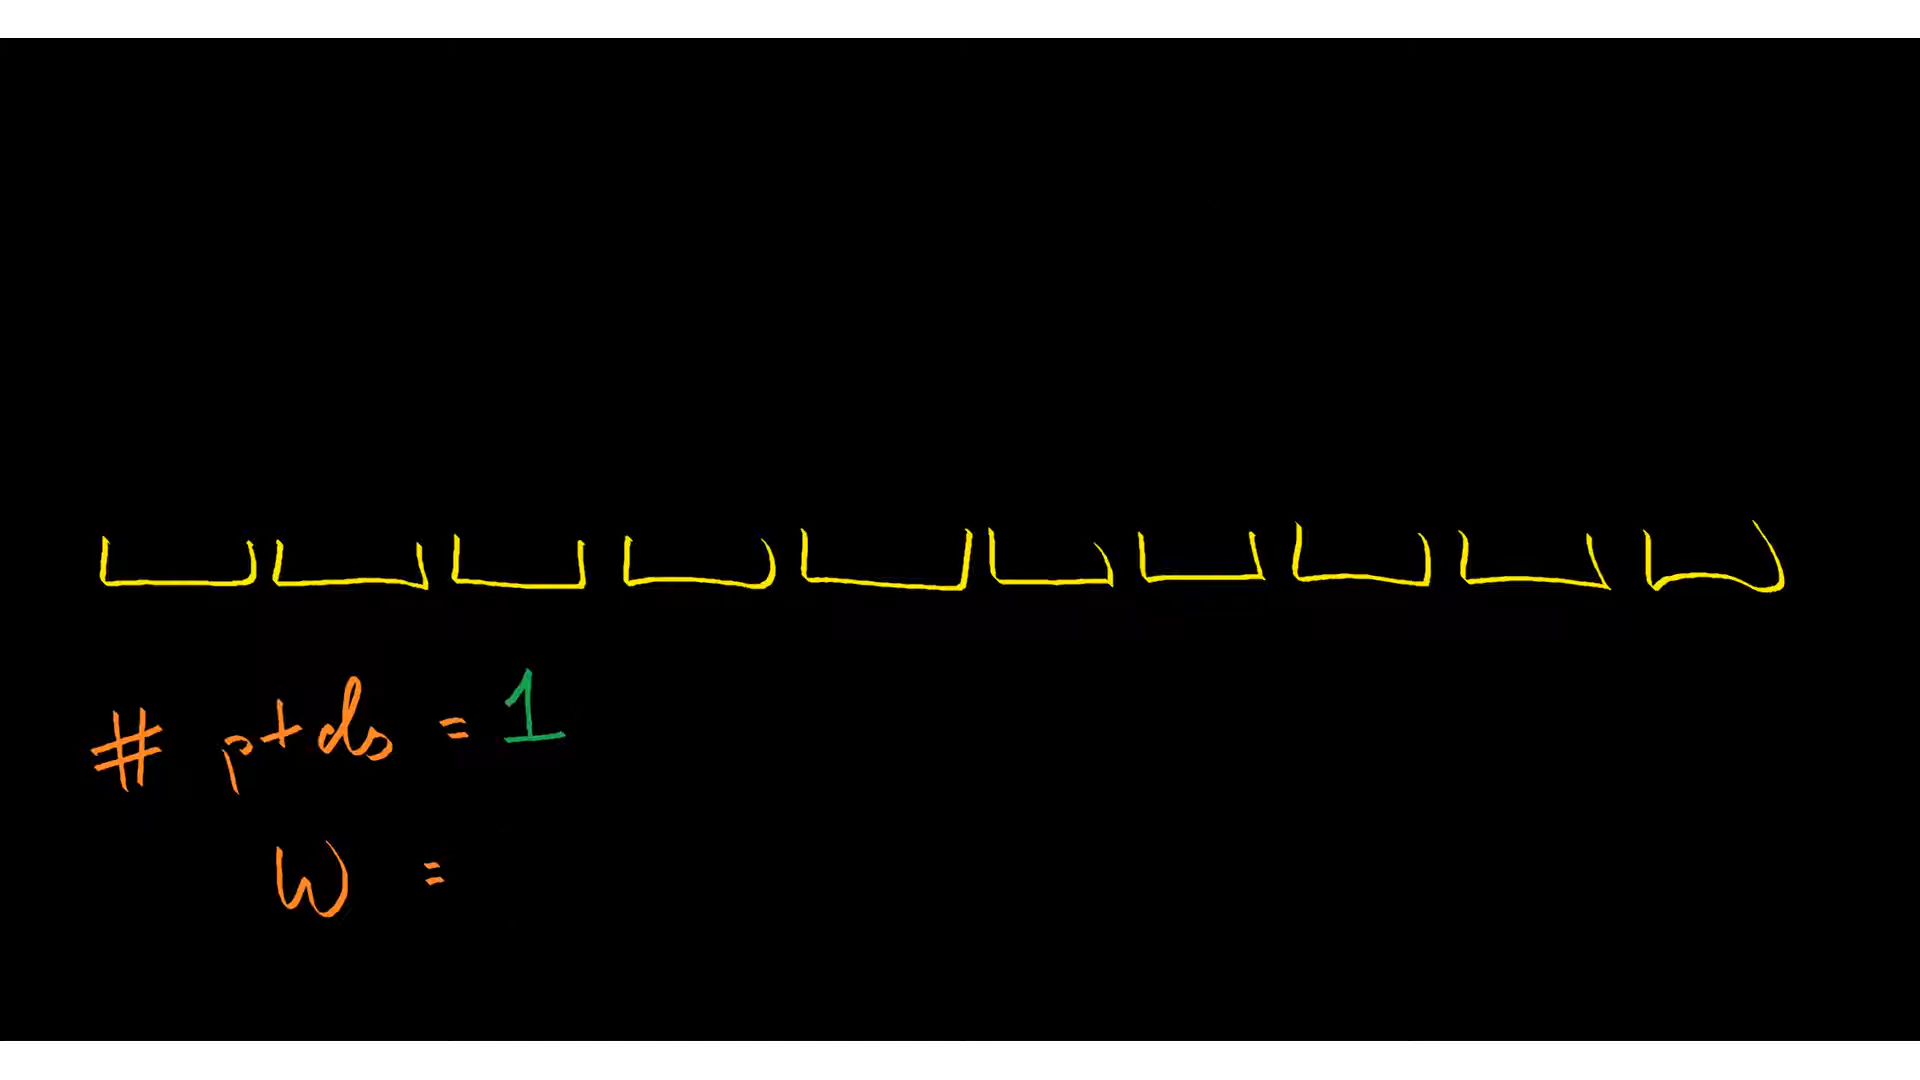 # ptds = 1
W =